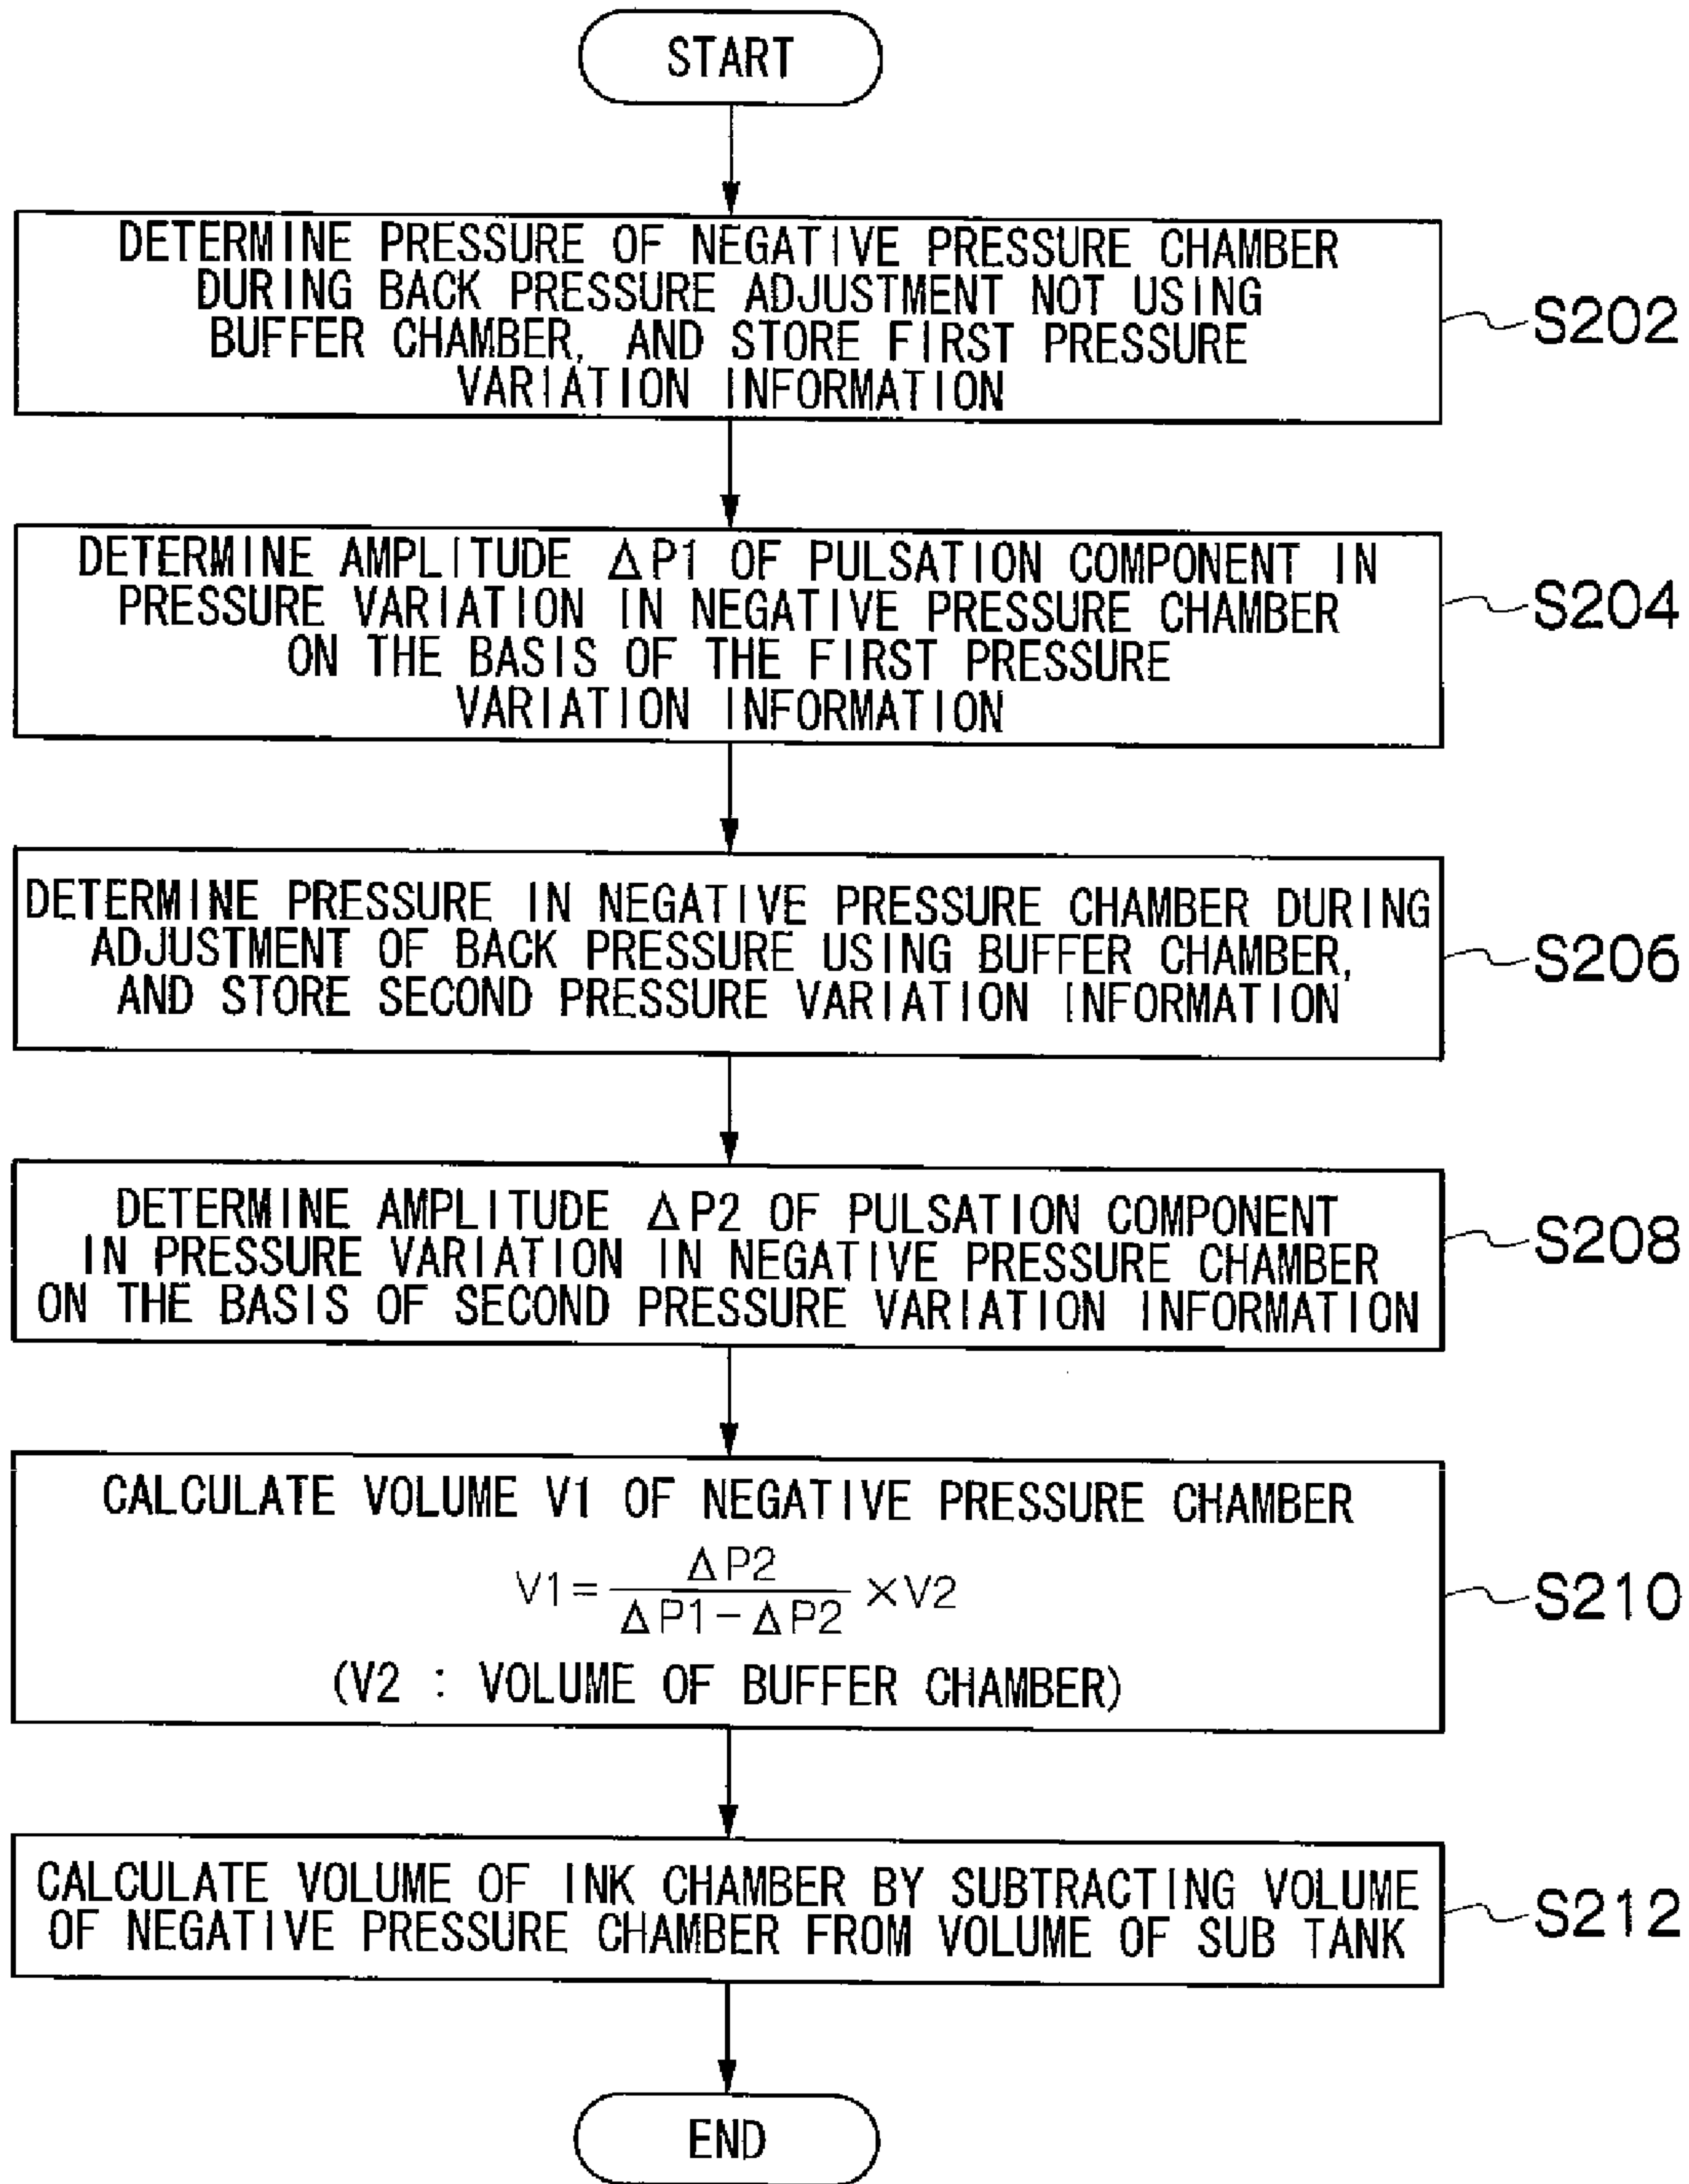 START
DETERMINE PRESSURE OF NEGATIVE PRESSURE CHAMBER
DURING BACK PRESSURE ADJUSTMENT NOT USING
BUFFER CHAMBER, AND STORE FIRST PRESSURE
VARIATION INFORMATION
S202
DETERMINE AMPLITUDE ΔP1 OF PULSATION COMPONENT IN
PRESSURE VARIATION IN NEGATIVE PRESSURE CHAMBER
ON THE BASIS OF THE FIRST PRESSURE
VARIATION INFORMATION
S204
DETERMINE PRESSURE IN NEGATIVE PRESSURE CHAMBER DURING
ADJUSTMENT OF BACK PRESSURE USING BUFFER CHAMBER,
AND STORE SECOND PRESSURE VARIATION INFORMATION
S206
DETERMINE AMPLITUDE ΔP2 OF PULSATION COMPONENT
IN PRESSURE VARIATION IN NEGATIVE PRESSURE CHAMBER
ON THE BASIS OF SECOND PRESSURE VARIATION INFORMATION
S208
CALCULATE VOLUME V1 OF NEGATIVE PRESSURE CHAMBER
V1 = ΔP2 / (ΔP1 - ΔP2) × V2
(V2 : VOLUME OF BUFFER CHAMBER)
S210
CALCULATE VOLUME OF INK CHAMBER BY SUBTRACTING VOLUME
OF NEGATIVE PRESSURE CHAMBER FROM VOLUME OF SUB TANK
S212
END